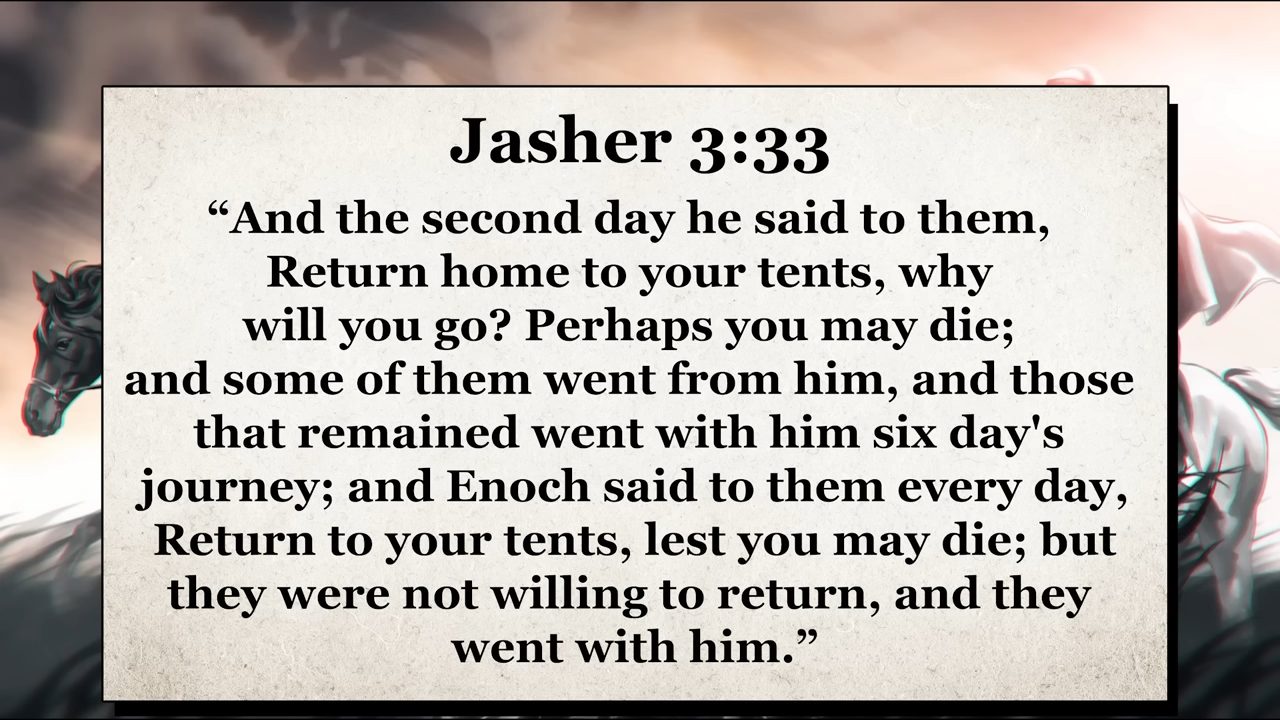 Jasher 3:33
“And the second day he said to them,
Return home to your tents, why
will you go? Perhaps you may die;
and some of them went from him, and those
that remained went with him six day's
journey; and Enoch said to them every day,
Return to your tents, lest you may die; but
they were not willing to return, and they
went with him.”